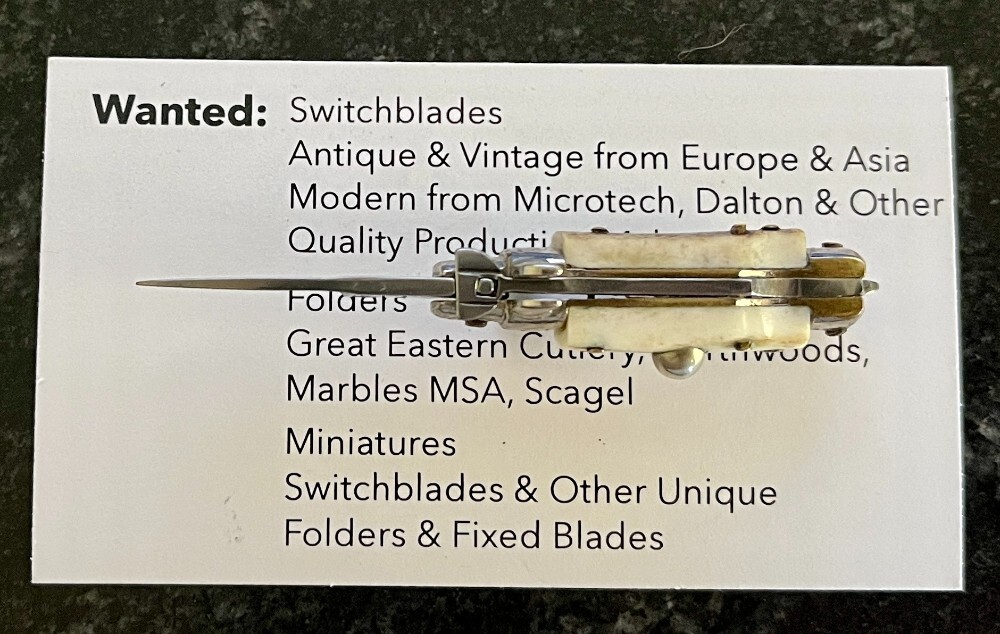 Wanted: Switchblades
Antique & Vintage from Europe & Asia
Modern from Microtech, Dalton & Other
Quality
Folders
Great Eastern Cutlery,
Marbles MSA, Scagel
Miniatures
Switchblades & Other Unique
Folders & Fixed Blades